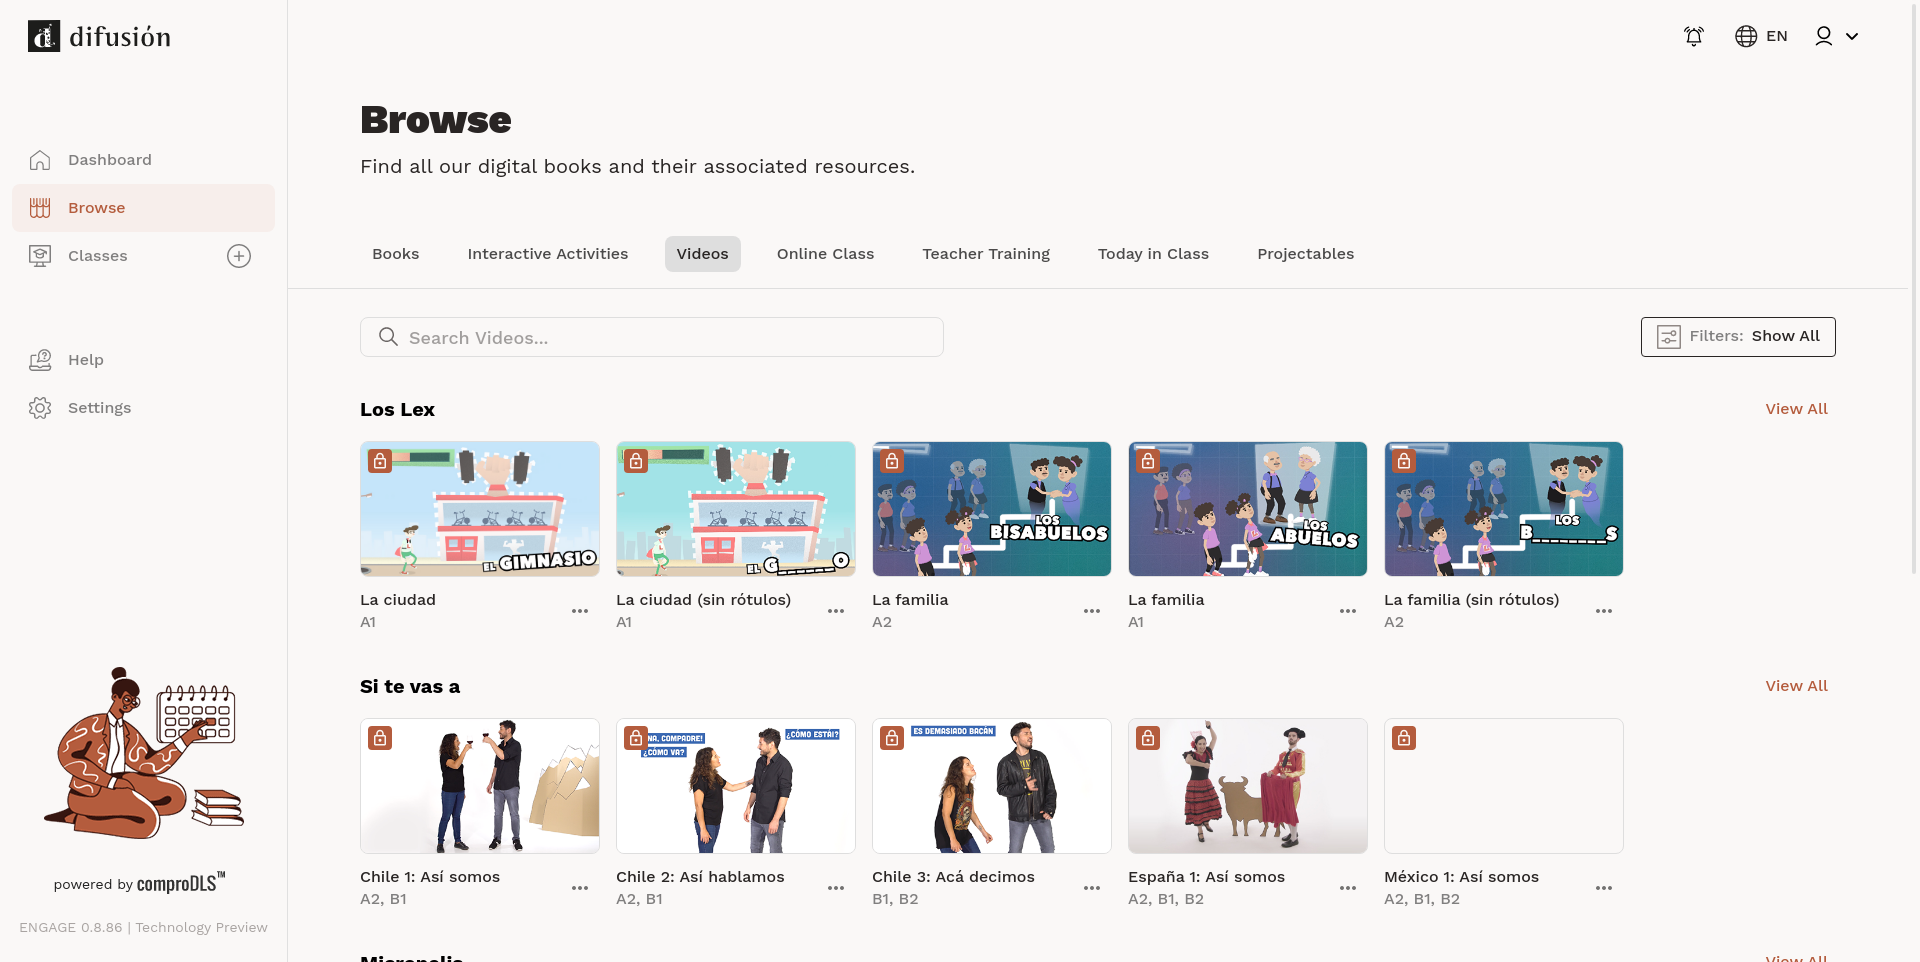 difusión
EN
Dashboard
Browse
Classes
Help
Settings
powered by comproDLS™
ENGAGE 0.8.86 | Technology Preview
Browse
Find all our digital books and their associated resources.
Books Interactive Activities Videos Online Class Teacher Training Today in Class Projectables
Search Videos...
Filters: Show All
Los Lex
View All
EL GIMNASIO
EL G_____O
LOS
BISABUELOS
LOS
ABUELOS
LOS
B_______S
La ciudad
A1
La ciudad (sin rótulos)
A1
La familia
A2
La familia
A1
La familia (sin rótulos)
A2
Si te vas a
View All
NA, COMPADRE!
¿CÓMO VA?
¿CÓMO ESTÁI?
ES DEMASIADO BACÁN
Chile 1: Así somos
A2, B1
Chile 2: Así hablamos
A2, B1
Chile 3: Acá decimos
B1, B2
España 1: Así somos
A2, B1, B2
México 1: Así somos
A2, B1, B2
Micropolis
View All